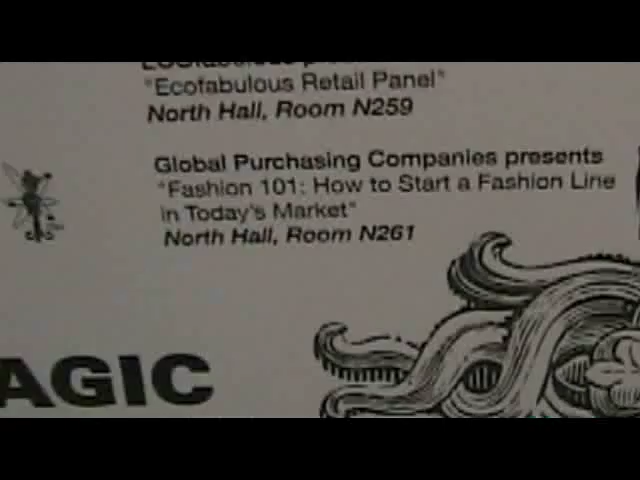 "Ecofabulous Retail Panel"
North Hall, Room N259
Global Purchasing Companies presents
"Fashion 101: How to Start a Fashion Line
in Today's Market"
North Hall, Room N261
AGIC